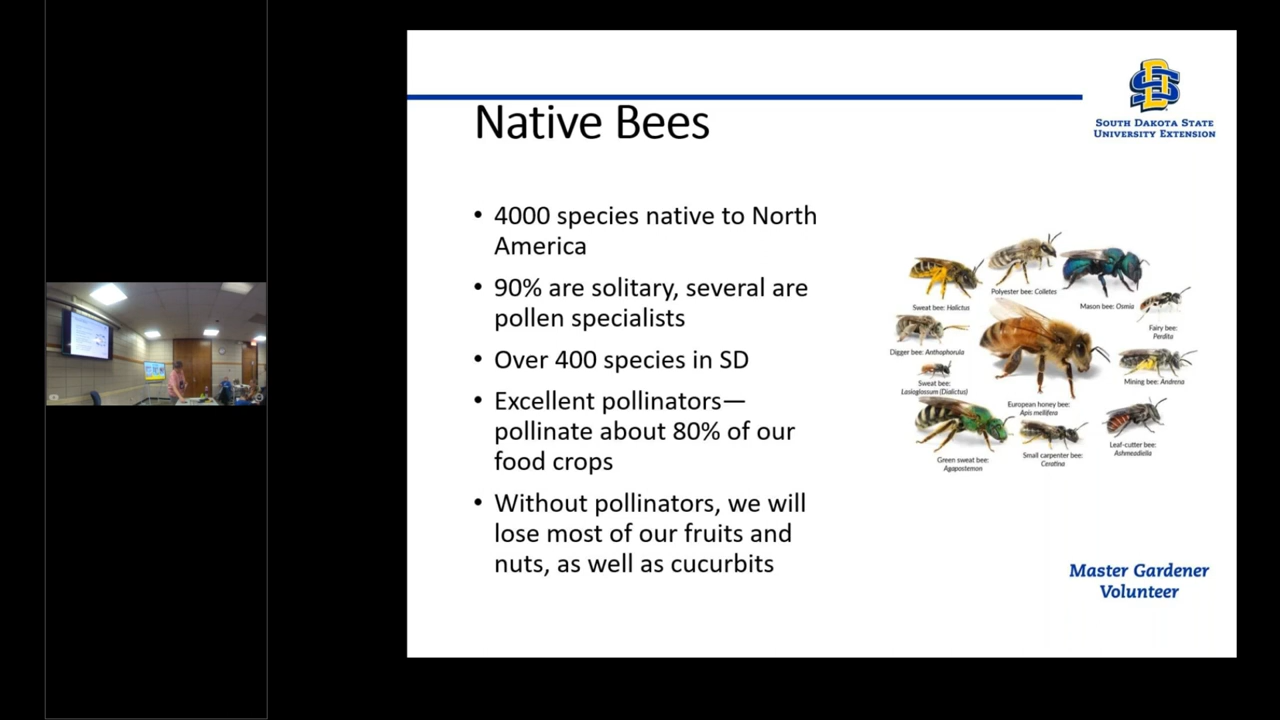 SOUTH DAKOTA STATE
UNIVERSITY EXTENSION
Native Bees
• 4000 species native to North
America
• 90% are solitary, several are
pollen specialists
• Over 400 species in SD
• Excellent pollinators—
pollinate about 80% of our
food crops
• Without pollinators, we will
lose most of our fruits and
nuts, as well as cucurbits
Polyester bee: Colletes
Sweat bee: Halictus
Mason bee: Osmia
Fairy bee:
Perdita
Digger bee: Anthophorula
Mining bee: Andrena
Sweat bee:
Lasioglossum (Dialictus)
European honey bee:
Apis mellifera
Leaf-cutter bee:
Ashmeadiella
Green sweat bee:
Agapostemon
Small carpenter bee:
Ceratina
Master Gardener
Volunteer